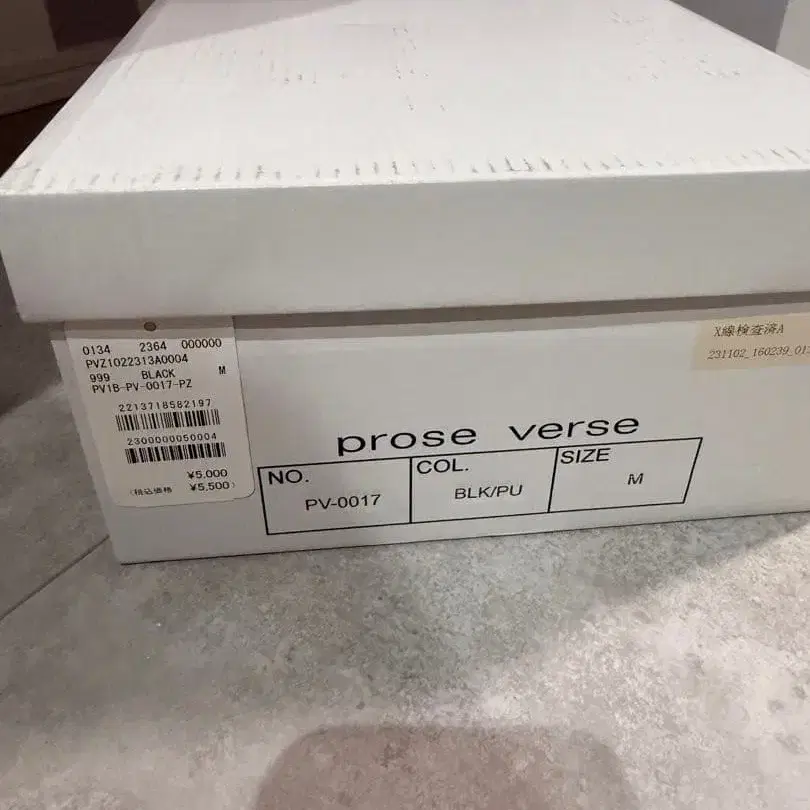 0134 2364 000000
PVZ1022313A0004
999 BLACK M
PV1B-PV-0017-PZ
2213718582197
2300000050004
¥5,000
(税込価格 ¥5,500)
X線検査済A
231102_160239_01
prose verse
NO. COL. SIZE
PV-0017 BLK/PU M